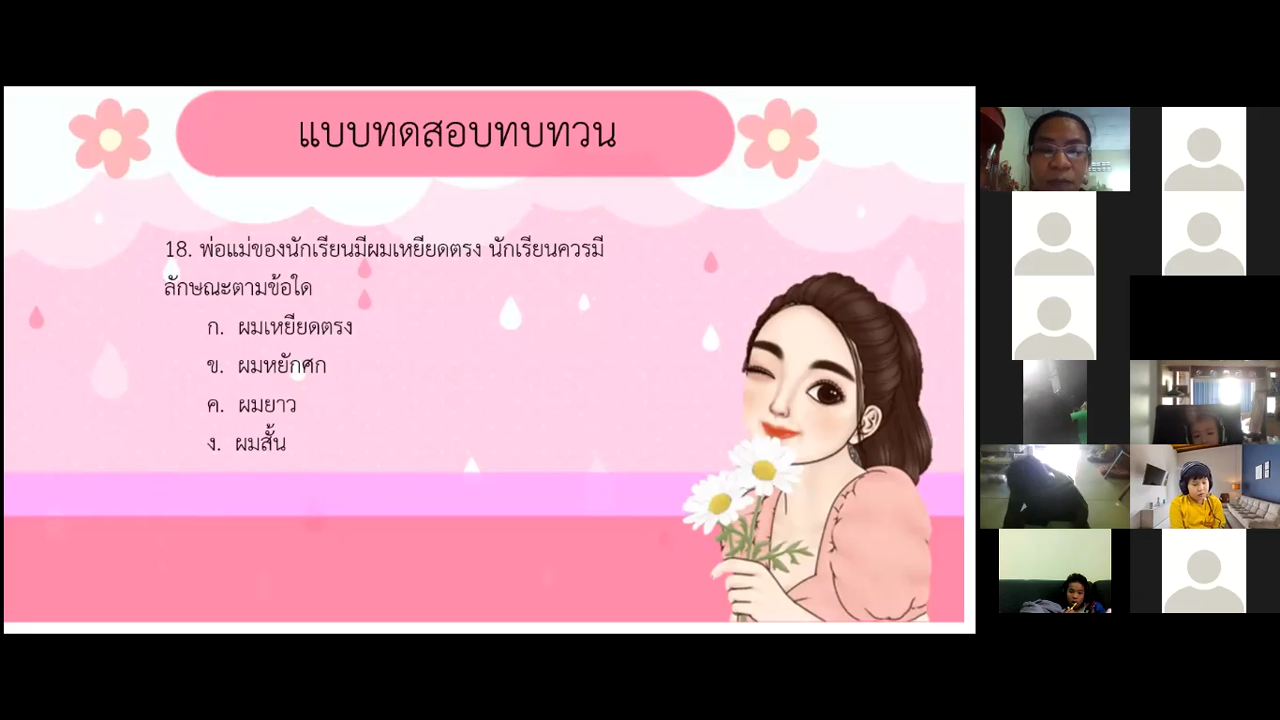 แบบทดสอบทบทวน
18. พ่อแม่ของนักเรียนมีผมเหยียดตรง นักเรียนควรมี
ลักษณะตามข้อใด
ก. ผมเหยียดตรง
ข. ผมหยักศก
ค. ผมยาว
ง. ผมสั้น